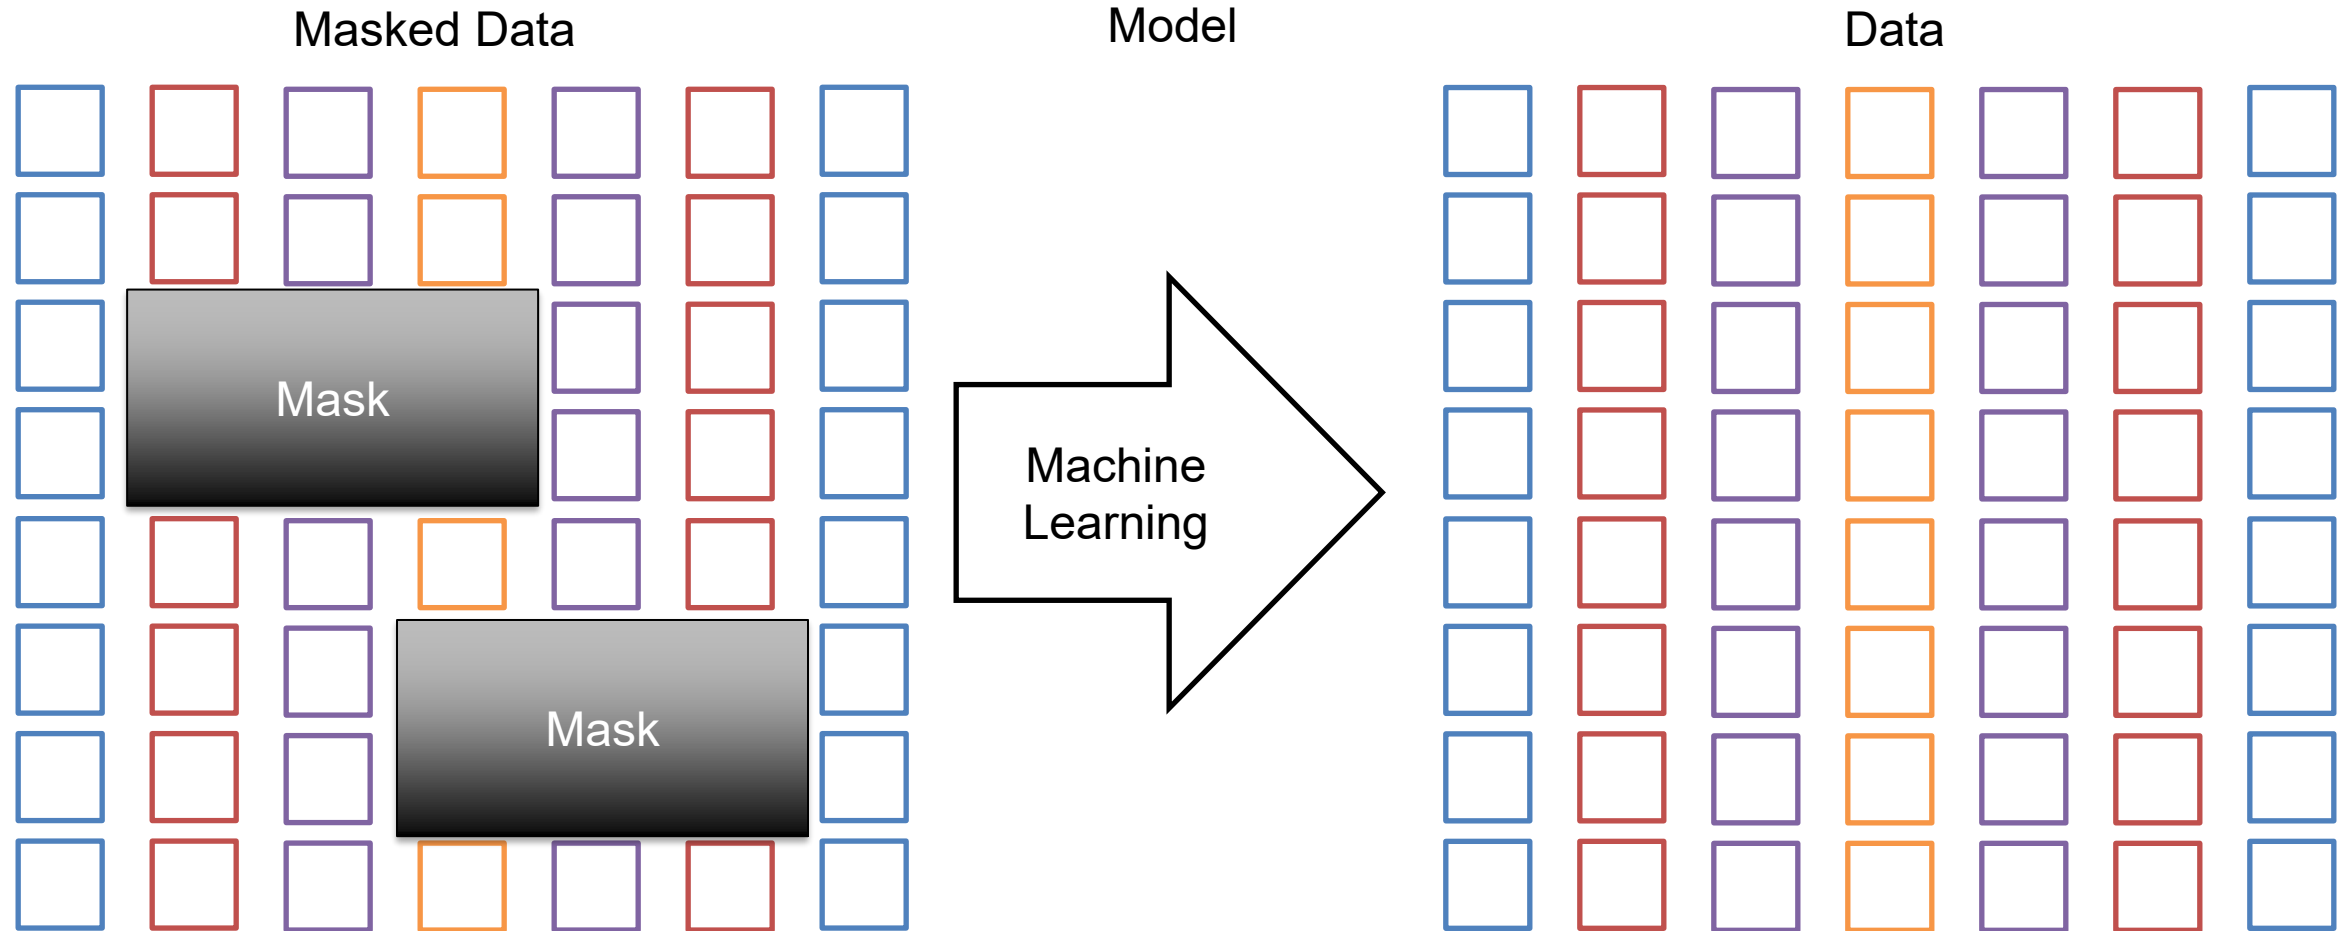 Masked Data
Model
Data
Mask
Machine
Learning
Mask